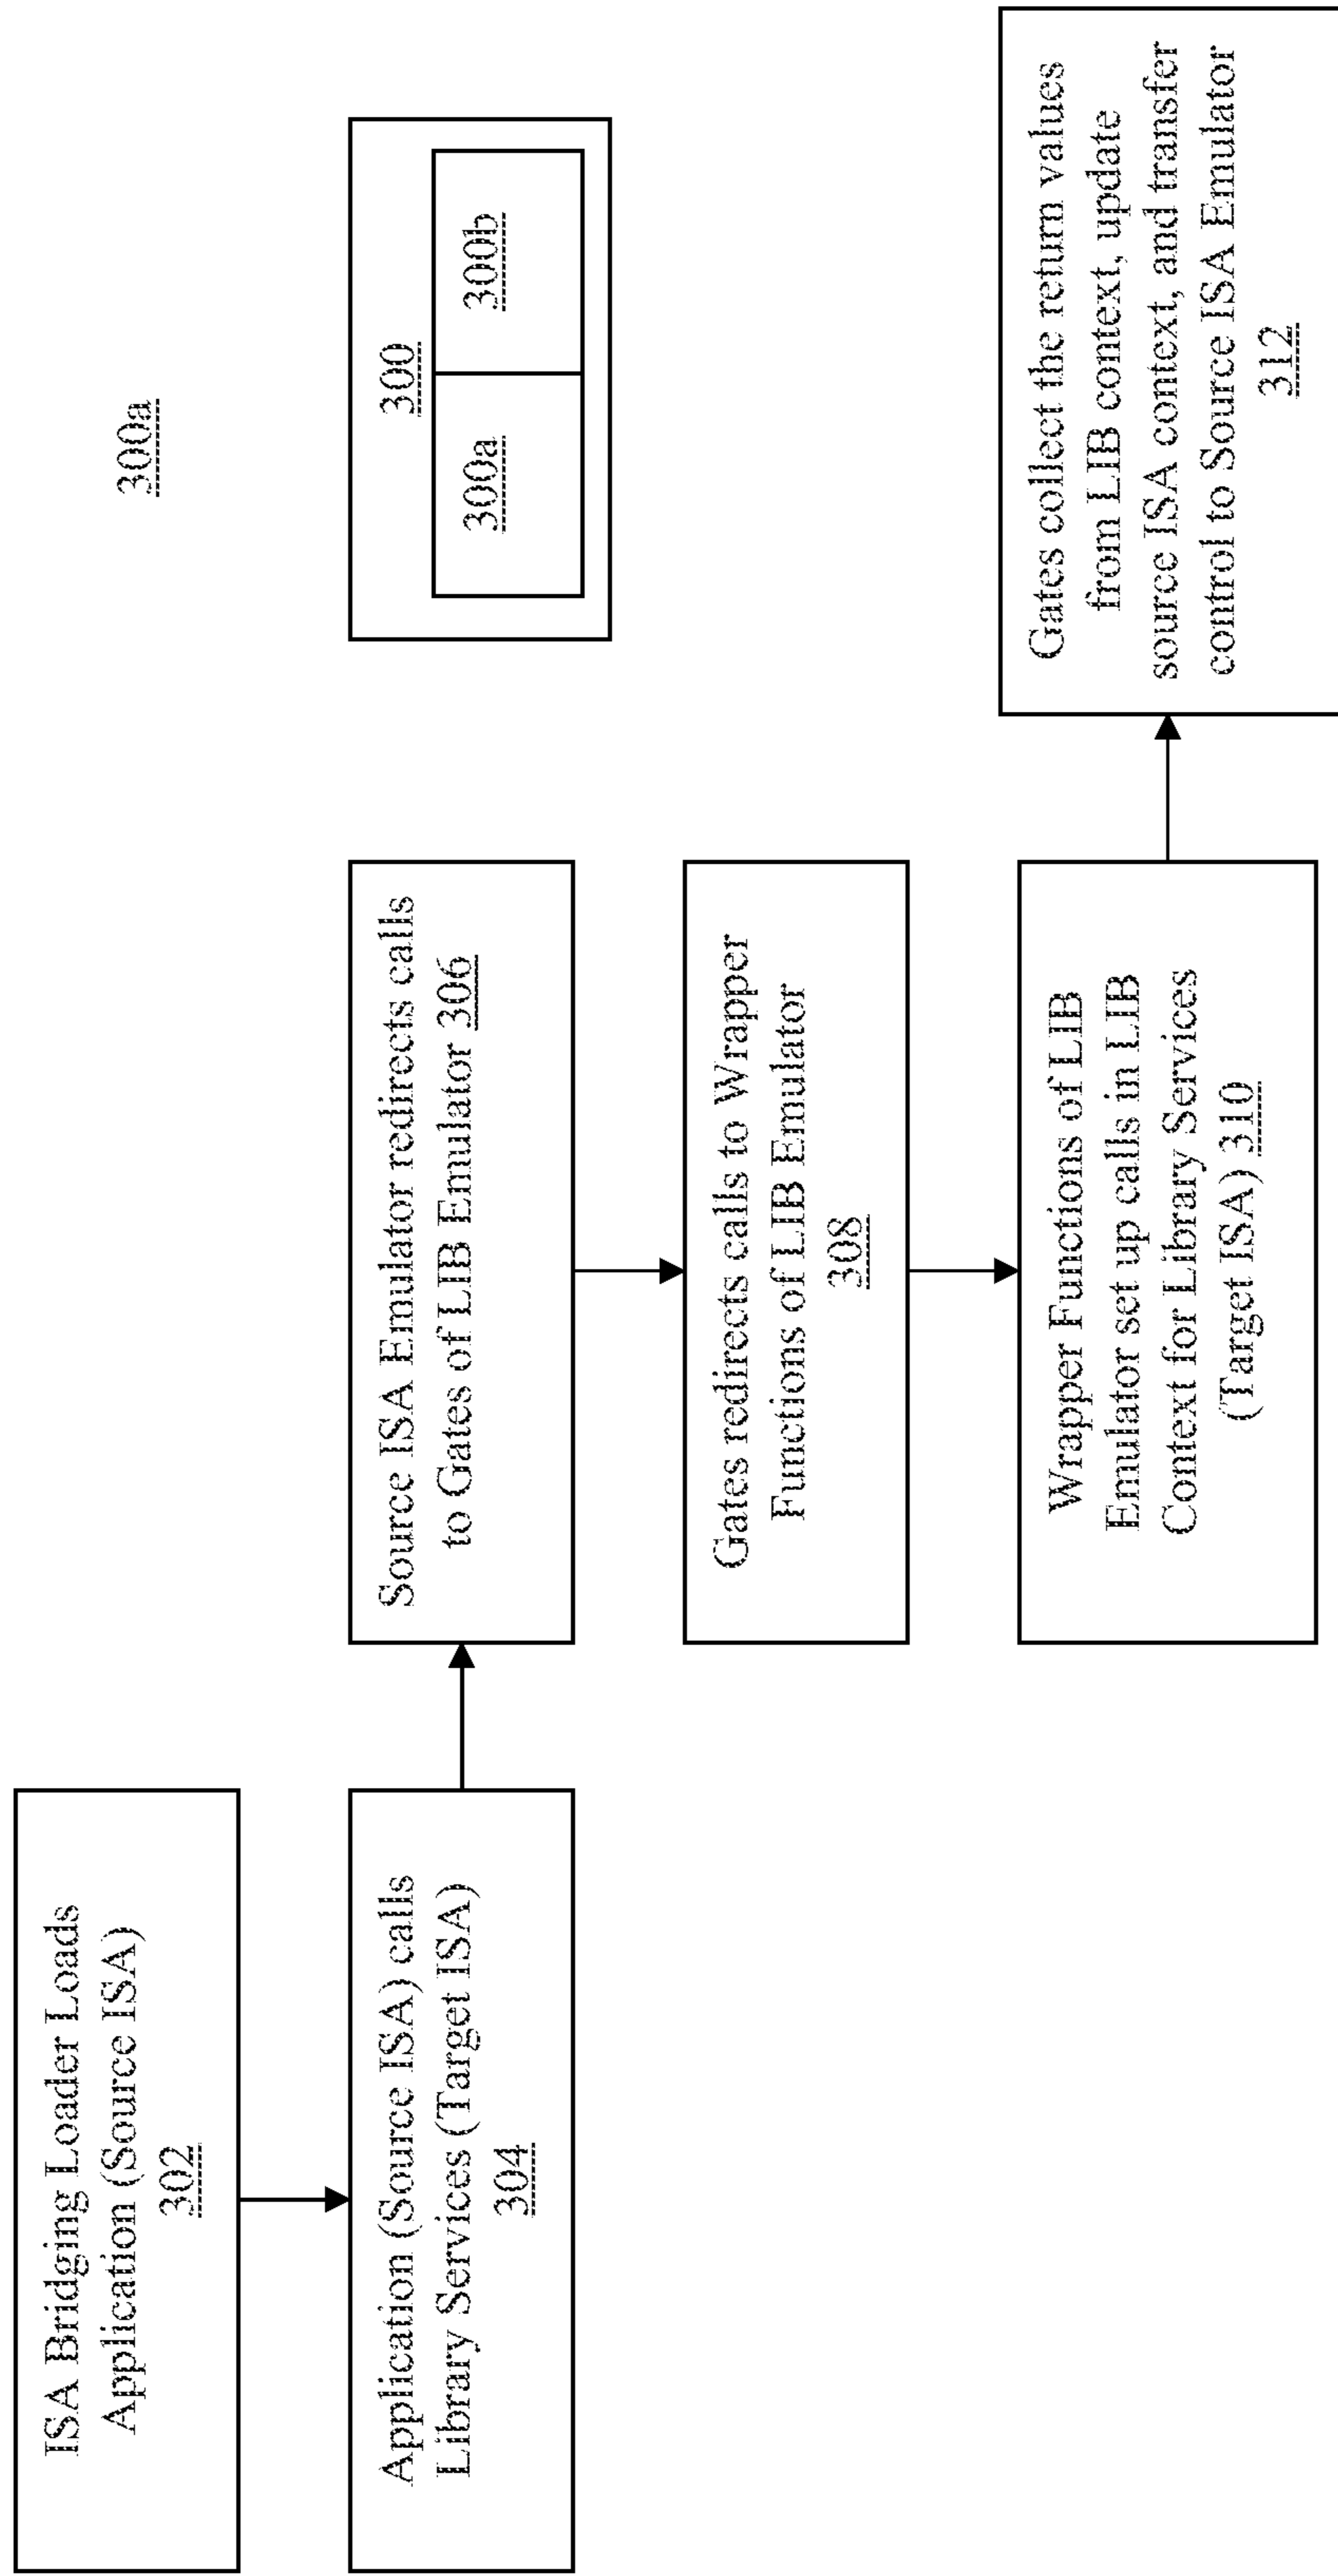 300a
ISA Bridging Loader Loads
Application (Source ISA)
302
Application (Source ISA) calls
Library Services (Target ISA)
304
Source ISA Emulator redirects calls
to Gates of LIB Emulator 306
300
300a
300b
Gates redirects calls to Wrapper
Functions of LIB Emulator
308
Wrapper Functions of LIB
Emulator set up calls in LIB
Context for Library Services
(Target ISA) 310
Gates collect the return values
from LIB context, update
source ISA context, and transfer
control to Source ISA Emulator
312